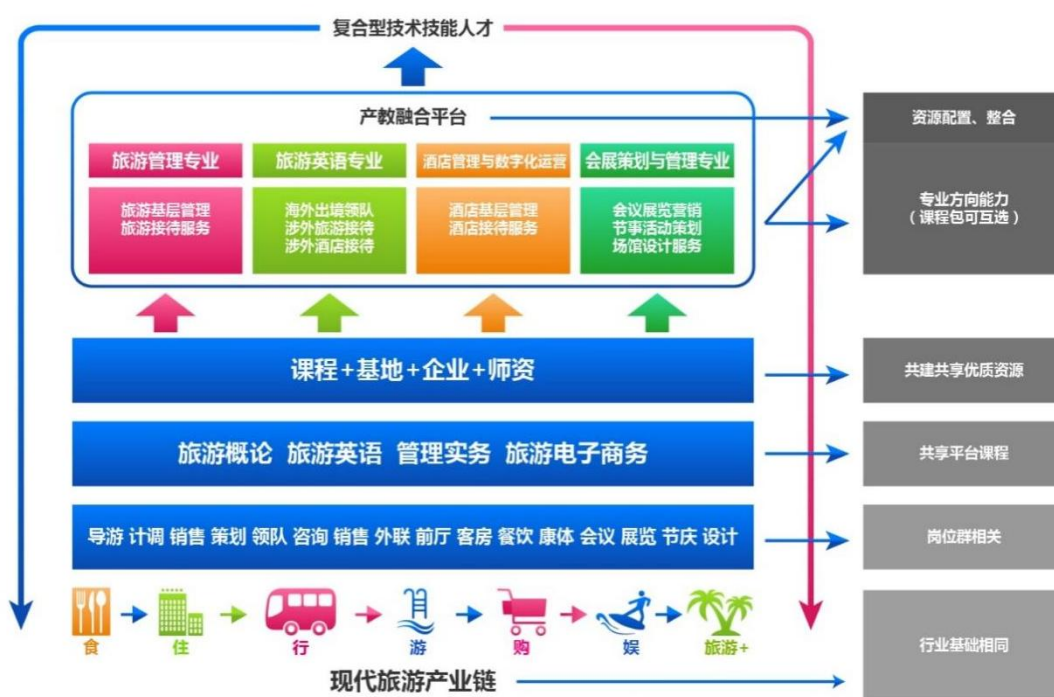 复合型技术技能人才
产教融合平台
资源配置、整合
旅游管理专业
旅游英语专业
酒店管理与数字化运营
会展策划与管理专业
旅游基层管理
旅游接待服务
海外出境领队
涉外旅游接待
涉外酒店接待
酒店基层管理
酒店接待服务
会议展览营销
节事活动策划
场馆设计服务
专业方向能力
（课程包可互选）
课程+基地+企业+师资
共建共享优质资源
旅游概论 旅游英语 管理实务 旅游电子商务
共享平台课程
导游 计调 销售 策划 领队 咨询 销售 外联 前厅 客房 餐饮 康体 会议 展览 节庆 设计
岗位群相关
食
住
行
游
购
娱
旅游+
行业基础相同
现代旅游产业链